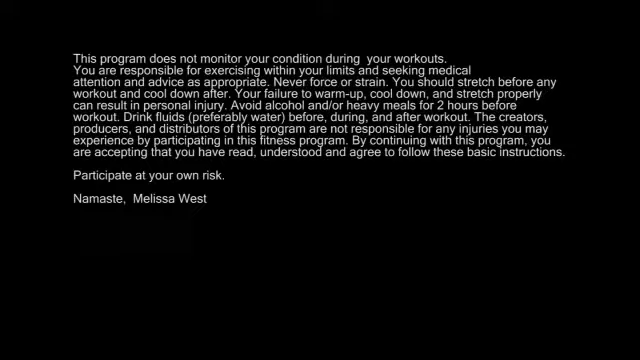 This program does not monitor your condition during your workouts.
You are responsible for exercising within your limits and seeking medical
attention and advice as appropriate. Never force or strain. You should stretch before any
workout and cool down after. Your failure to warm-up, cool down, and stretch properly
can result in personal injury. Avoid alcohol and/or heavy meals for 2 hours before
workout. Drink fluids (preferably water) before, during, and after workout. The creators,
producers, and distributors of this program are not responsible for any injuries you may
experience by participating in this fitness program. By continuing with this program, you
are accepting that you have read, understood and agree to follow these basic instructions.
Participate at your own risk.
Namaste, Melissa West